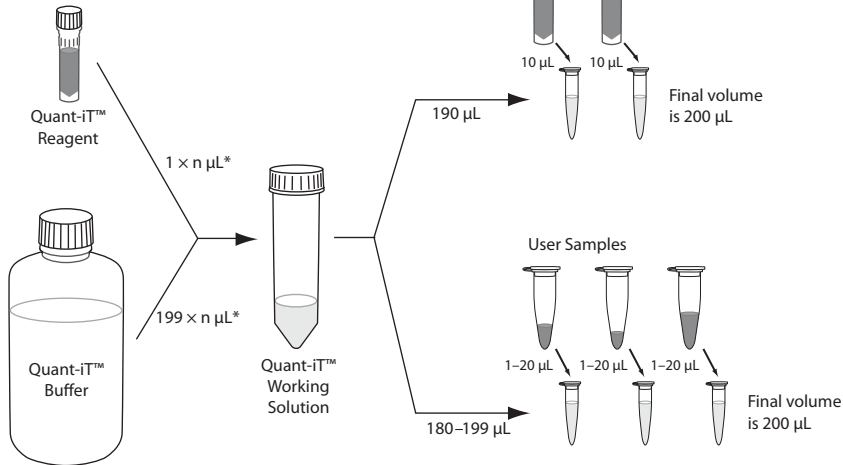 10 µL
10 µL
Quant-iT™
Reagent
190 µL
Final volume
is 200 µL
1 × n µL*
User Samples
199 × n µL*
Quant-iT™
Buffer
Quant-iT™
Working
Solution
1–20 µL
1–20 µL
1–20 µL
180–199 µL
Final volume
is 200 µL